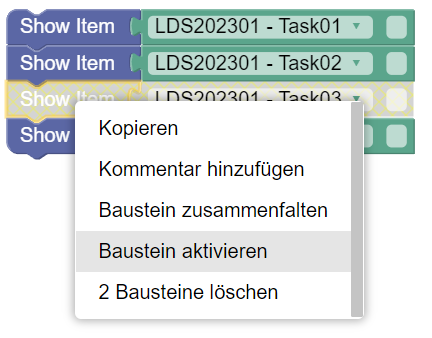 Show Item LDS202301 - Task01
Show Item LDS202301 - Task02
Show Item LDS202301 - Task03
Show
Kopieren
Kommentar hinzufügen
Baustein zusammenfalten
Baustein aktivieren
2 Bausteine löschen